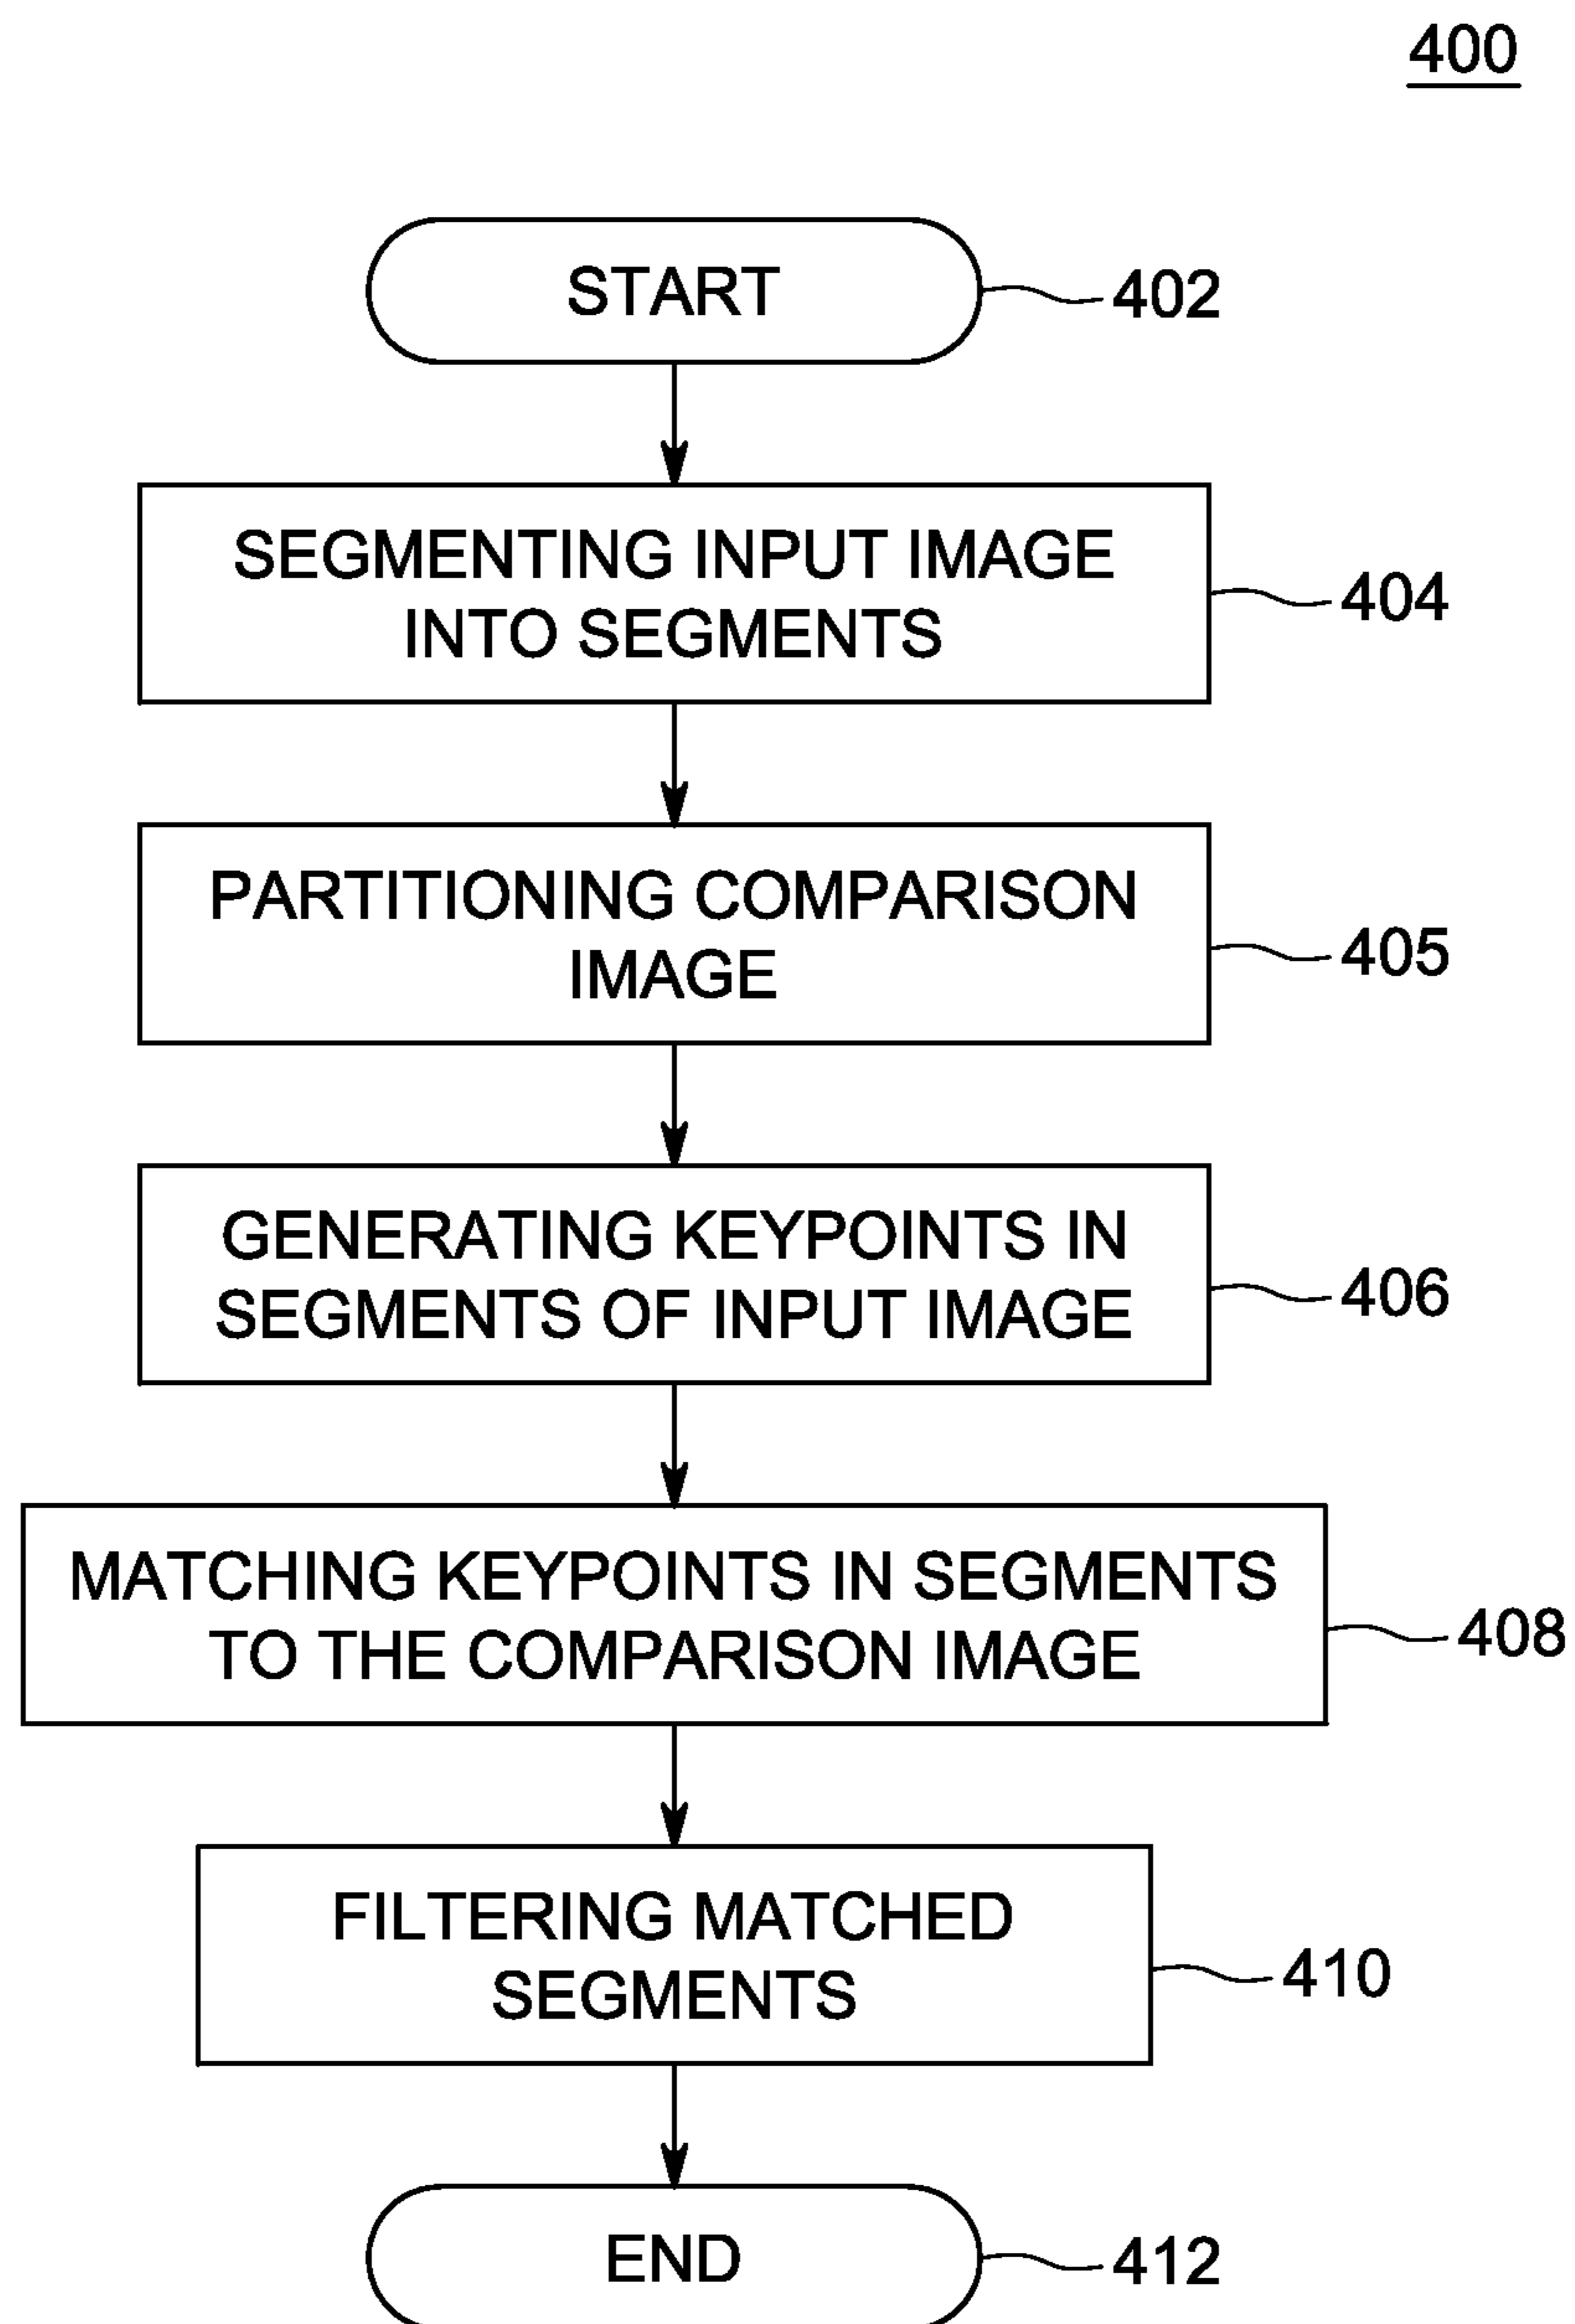 400
START
402
SEGMENTING INPUT IMAGE
INTO SEGMENTS
404
PARTITIONING COMPARISON
IMAGE
405
GENERATING KEYPOINTS IN
SEGMENTS OF INPUT IMAGE
406
MATCHING KEYPOINTS IN SEGMENTS
TO THE COMPARISON IMAGE
408
FILTERING MATCHED
SEGMENTS
410
END
412